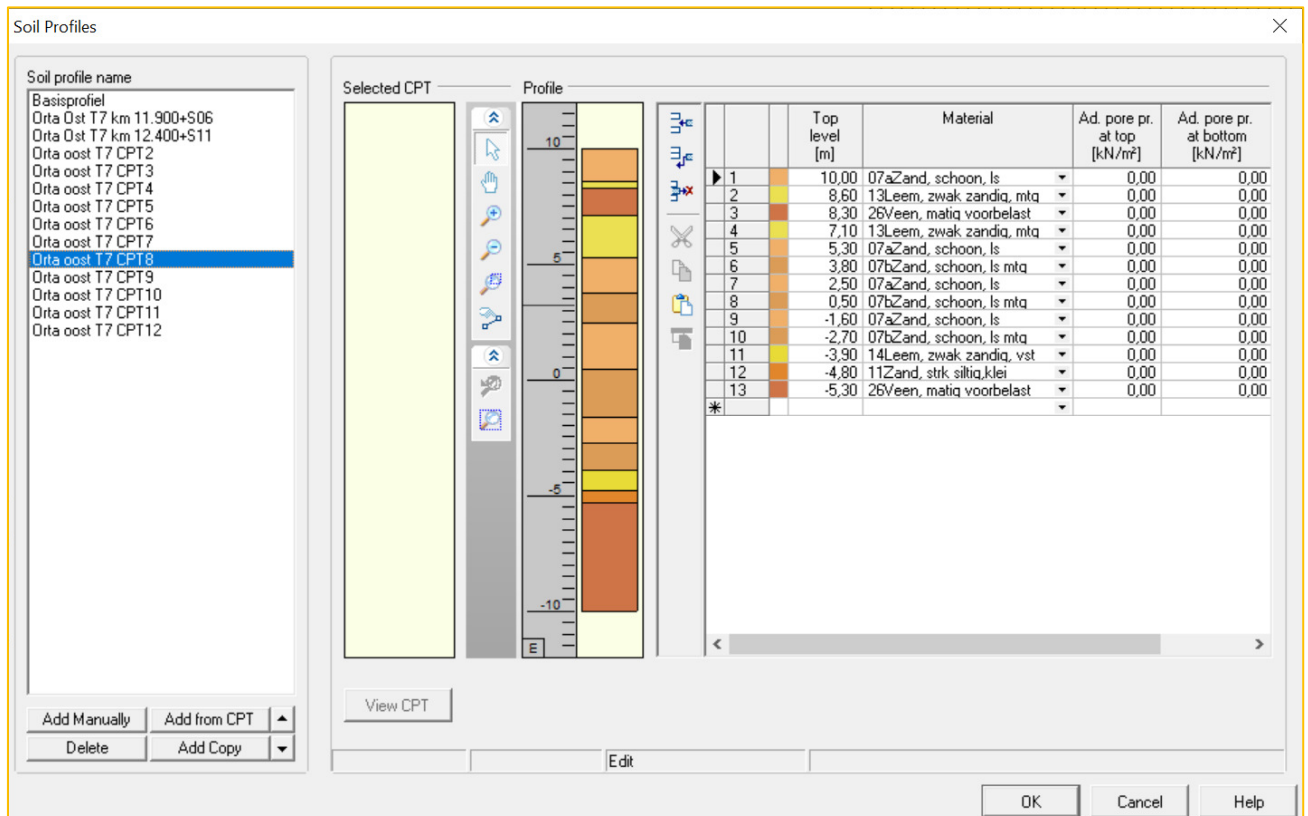 Soil Profiles
Soil profile name
Basisprofiel
Orta Ost T7 km 11.900+S06
Orta Ost T7 km 12.400+S11
Orta oost T7 CPT2
Orta oost T7 CPT3
Orta oost T7 CPT4
Orta oost T7 CPT5
Orta oost T7 CPT6
Orta oost T7 CPT7
Orta oost T7 CPT8
Orta oost T7 CPT9
Orta oost T7 CPT10
Orta oost T7 CPT11
Orta oost T7 CPT12
Add Manually Add from CPT
Delete Add Copy
Selected CPT
View CPT
Profile
10
5
0
-5
-10
E
Top level [m] Material Ad. pore pr. at top [kN/m²] Ad. pore pr. at bottom [kN/m²]
1 10,00 07aZand, schoon, ls 0,00 0,00
2 8,60 13Leem, zwak zandig, mtg 0,00 0,00
3 8,30 26Veen, matig voorbelast 0,00 0,00
4 7,10 13Leem, zwak zandig, mtg 0,00 0,00
5 5,30 07aZand, schoon, ls 0,00 0,00
6 3,80 07bZand, schoon, ls mtg 0,00 0,00
7 2,50 07aZand, schoon, ls 0,00 0,00
8 0,50 07bZand, schoon, ls mtg 0,00 0,00
9 -1,60 07aZand, schoon, ls 0,00 0,00
10 -2,70 07bZand, schoon, ls mtg 0,00 0,00
11 -3,90 14Leem, zwak zandig, vst 0,00 0,00
12 -4,80 11Zand, strk siltig,klei 0,00 0,00
13 -5,30 26Veen, matig voorbelast 0,00 0,00
Edit
OK Cancel Help